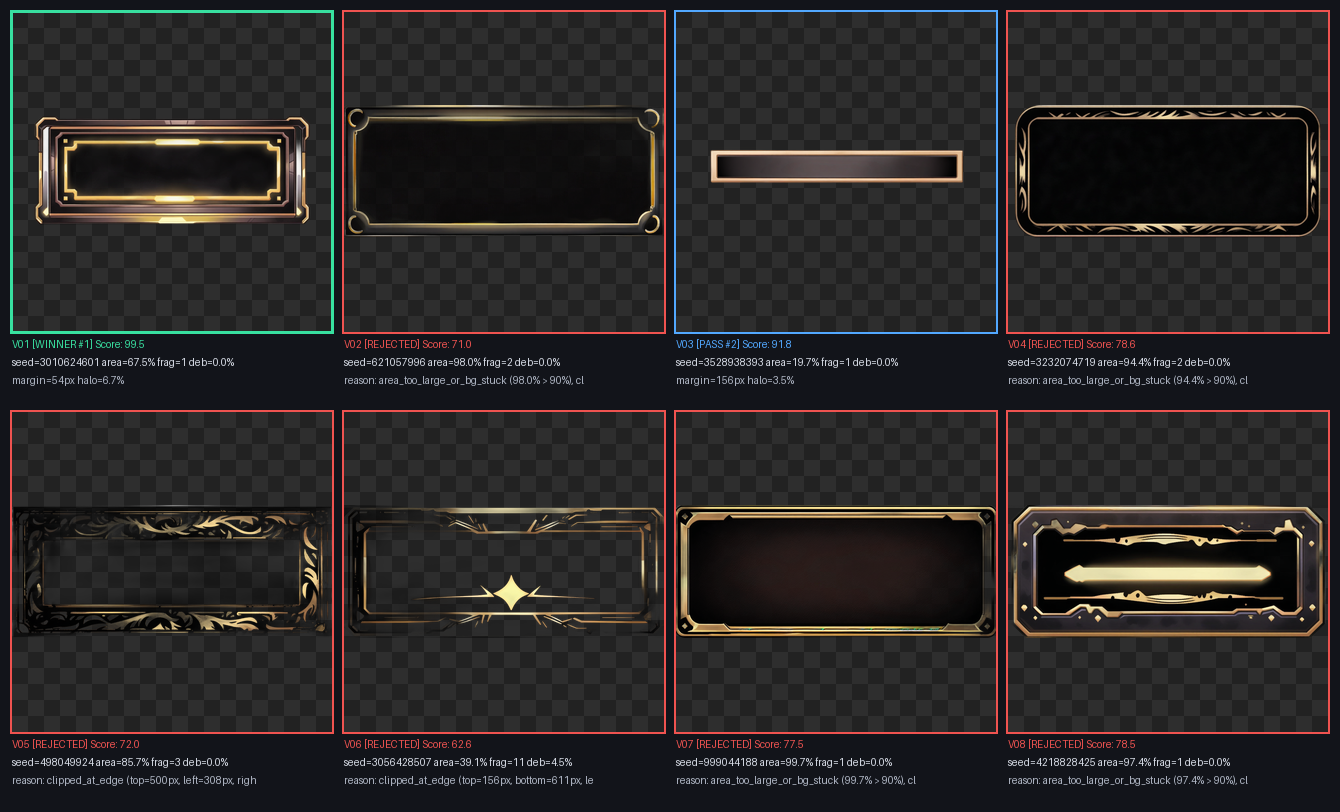 V01 [WINNER #1] Score: 99.5
seed=3010624601 area=67.5% frag=1 deb=0.0%
margin=54px halo=6.7%
V02 [REJECTED] Score: 71.0
seed=621057996 area=98.0% frag=2 deb=0.0%
reason: area_too_large_or_bg_stuck (98.0% > 90%), cl
V03 [PASS #2] Score: 91.8
seed=3528938393 area=19.7% frag=1 deb=0.0%
margin=156px halo=3.5%
V04 [REJECTED] Score: 78.6
seed=3232074719 area=94.4% frag=2 deb=0.0%
reason: area_too_large_or_bg_stuck (94.4% > 90%), cl
V05 [REJECTED] Score: 72.0
seed=498049924 area=85.7% frag=3 deb=0.0%
reason: clipped_at_edge (top=500px, left=308px, righ
V06 [REJECTED] Score: 62.6
seed=3056428507 area=39.1% frag=11 deb=4.5%
reason: clipped_at_edge (top=156px, bottom=611px, le
V07 [REJECTED] Score: 77.5
seed=999044188 area=99.7% frag=1 deb=0.0%
reason: area_too_large_or_bg_stuck (99.7% > 90%), cl
V08 [REJECTED] Score: 78.5
seed=4218828425 area=97.4% frag=1 deb=0.0%
reason: area_too_large_or_bg_stuck (97.4% > 90%), cl